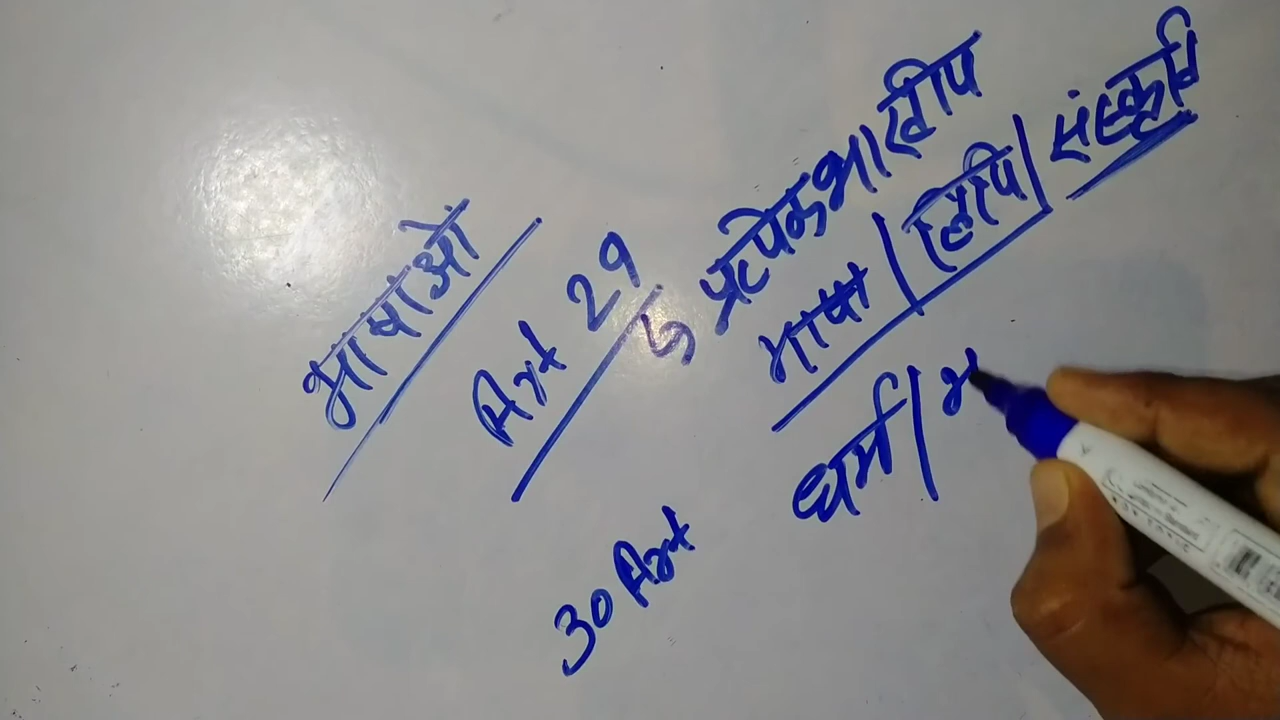 भाषाओ
Art 29
प्रत्येक भारतीय
भाषा | लिपि | संस्कृति
30 Art
धर्म |